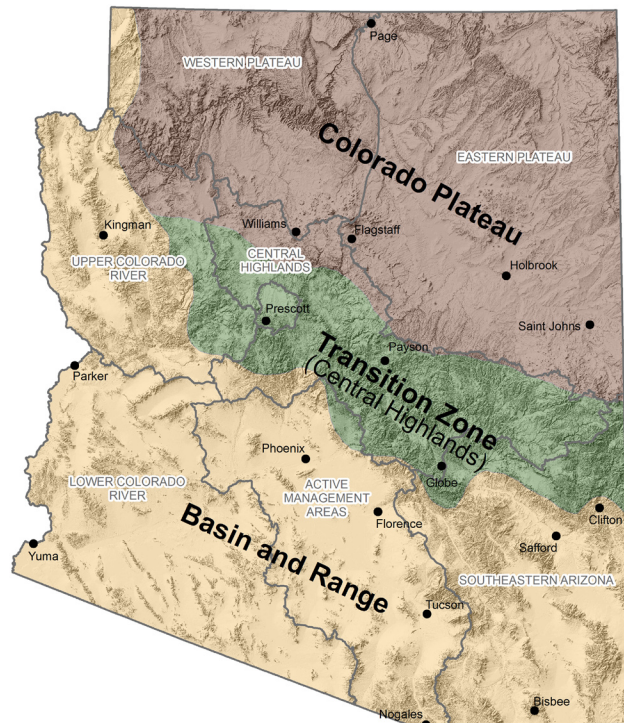 Page
WESTERN PLATEAU
Colorado Plateau
EASTERN PLATEAU
Kingman
Williams
Flagstaff
UPPER COLORADO
RIVER
CENTRAL
HIGHLANDS
Holbrook
Prescott
Saint Johns
Payson
Transition Zone
(Central Highlands)
Parker
Phoenix
LOWER COLORADO
RIVER
ACTIVE
MANAGEMENT
AREAS
Globe
Basin and Range
Florence
Clifton
Safford
Yuma
SOUTHEASTERN ARIZONA
Tucson
Bisbee
Nogales